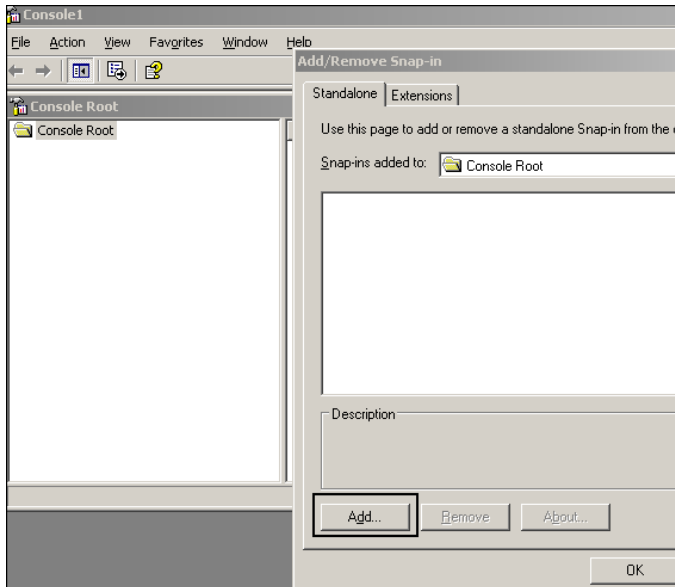 Console1
File Action View Favorites Window Help
Add/Remove Snap-in
Standalone Extensions
Console Root
Console Root
Use this page to add or remove a standalone Snap-in from the
Snap-ins added to: Console Root
Description
Add... Remove About...
OK